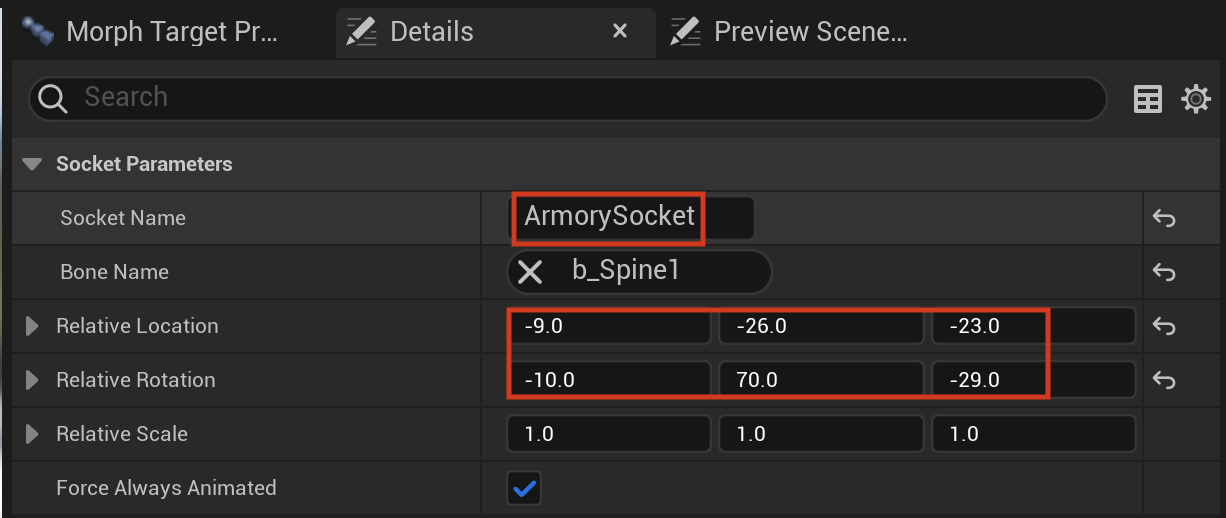 Morph Target Pr... Details Preview Scene...
Search
Socket Parameters
Socket Name ArmorySocket
Bone Name b_Spine1
Relative Location -9.0 -26.0 -23.0
Relative Rotation -10.0 70.0 -29.0
Relative Scale 1.0 1.0 1.0
Force Always Animated